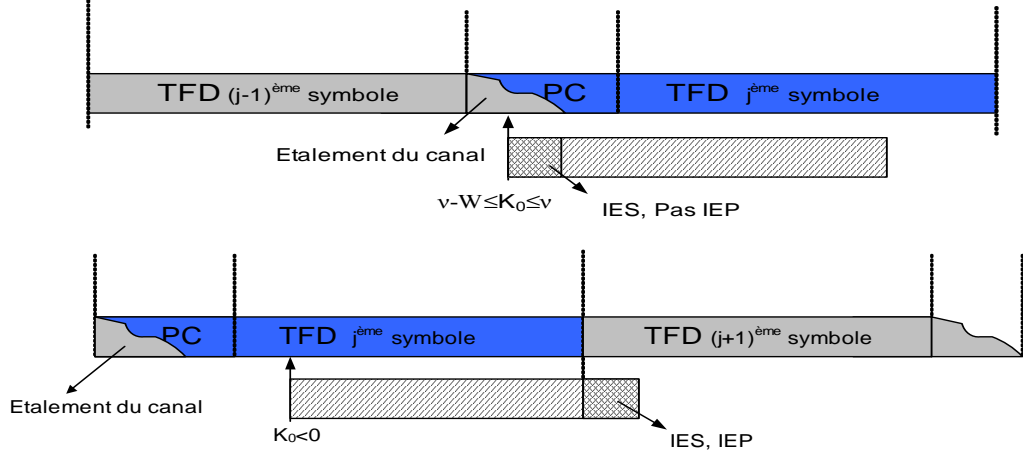 TFD (j-1)ème symbole PC TFD jème symbole
Etalement du canal
ν-W≤K₀≤ν
IES, Pas IEP
PC TFD jème symbole TFD (j+1)ème symbole
Etalement du canal
K₀<0
IES, IEP